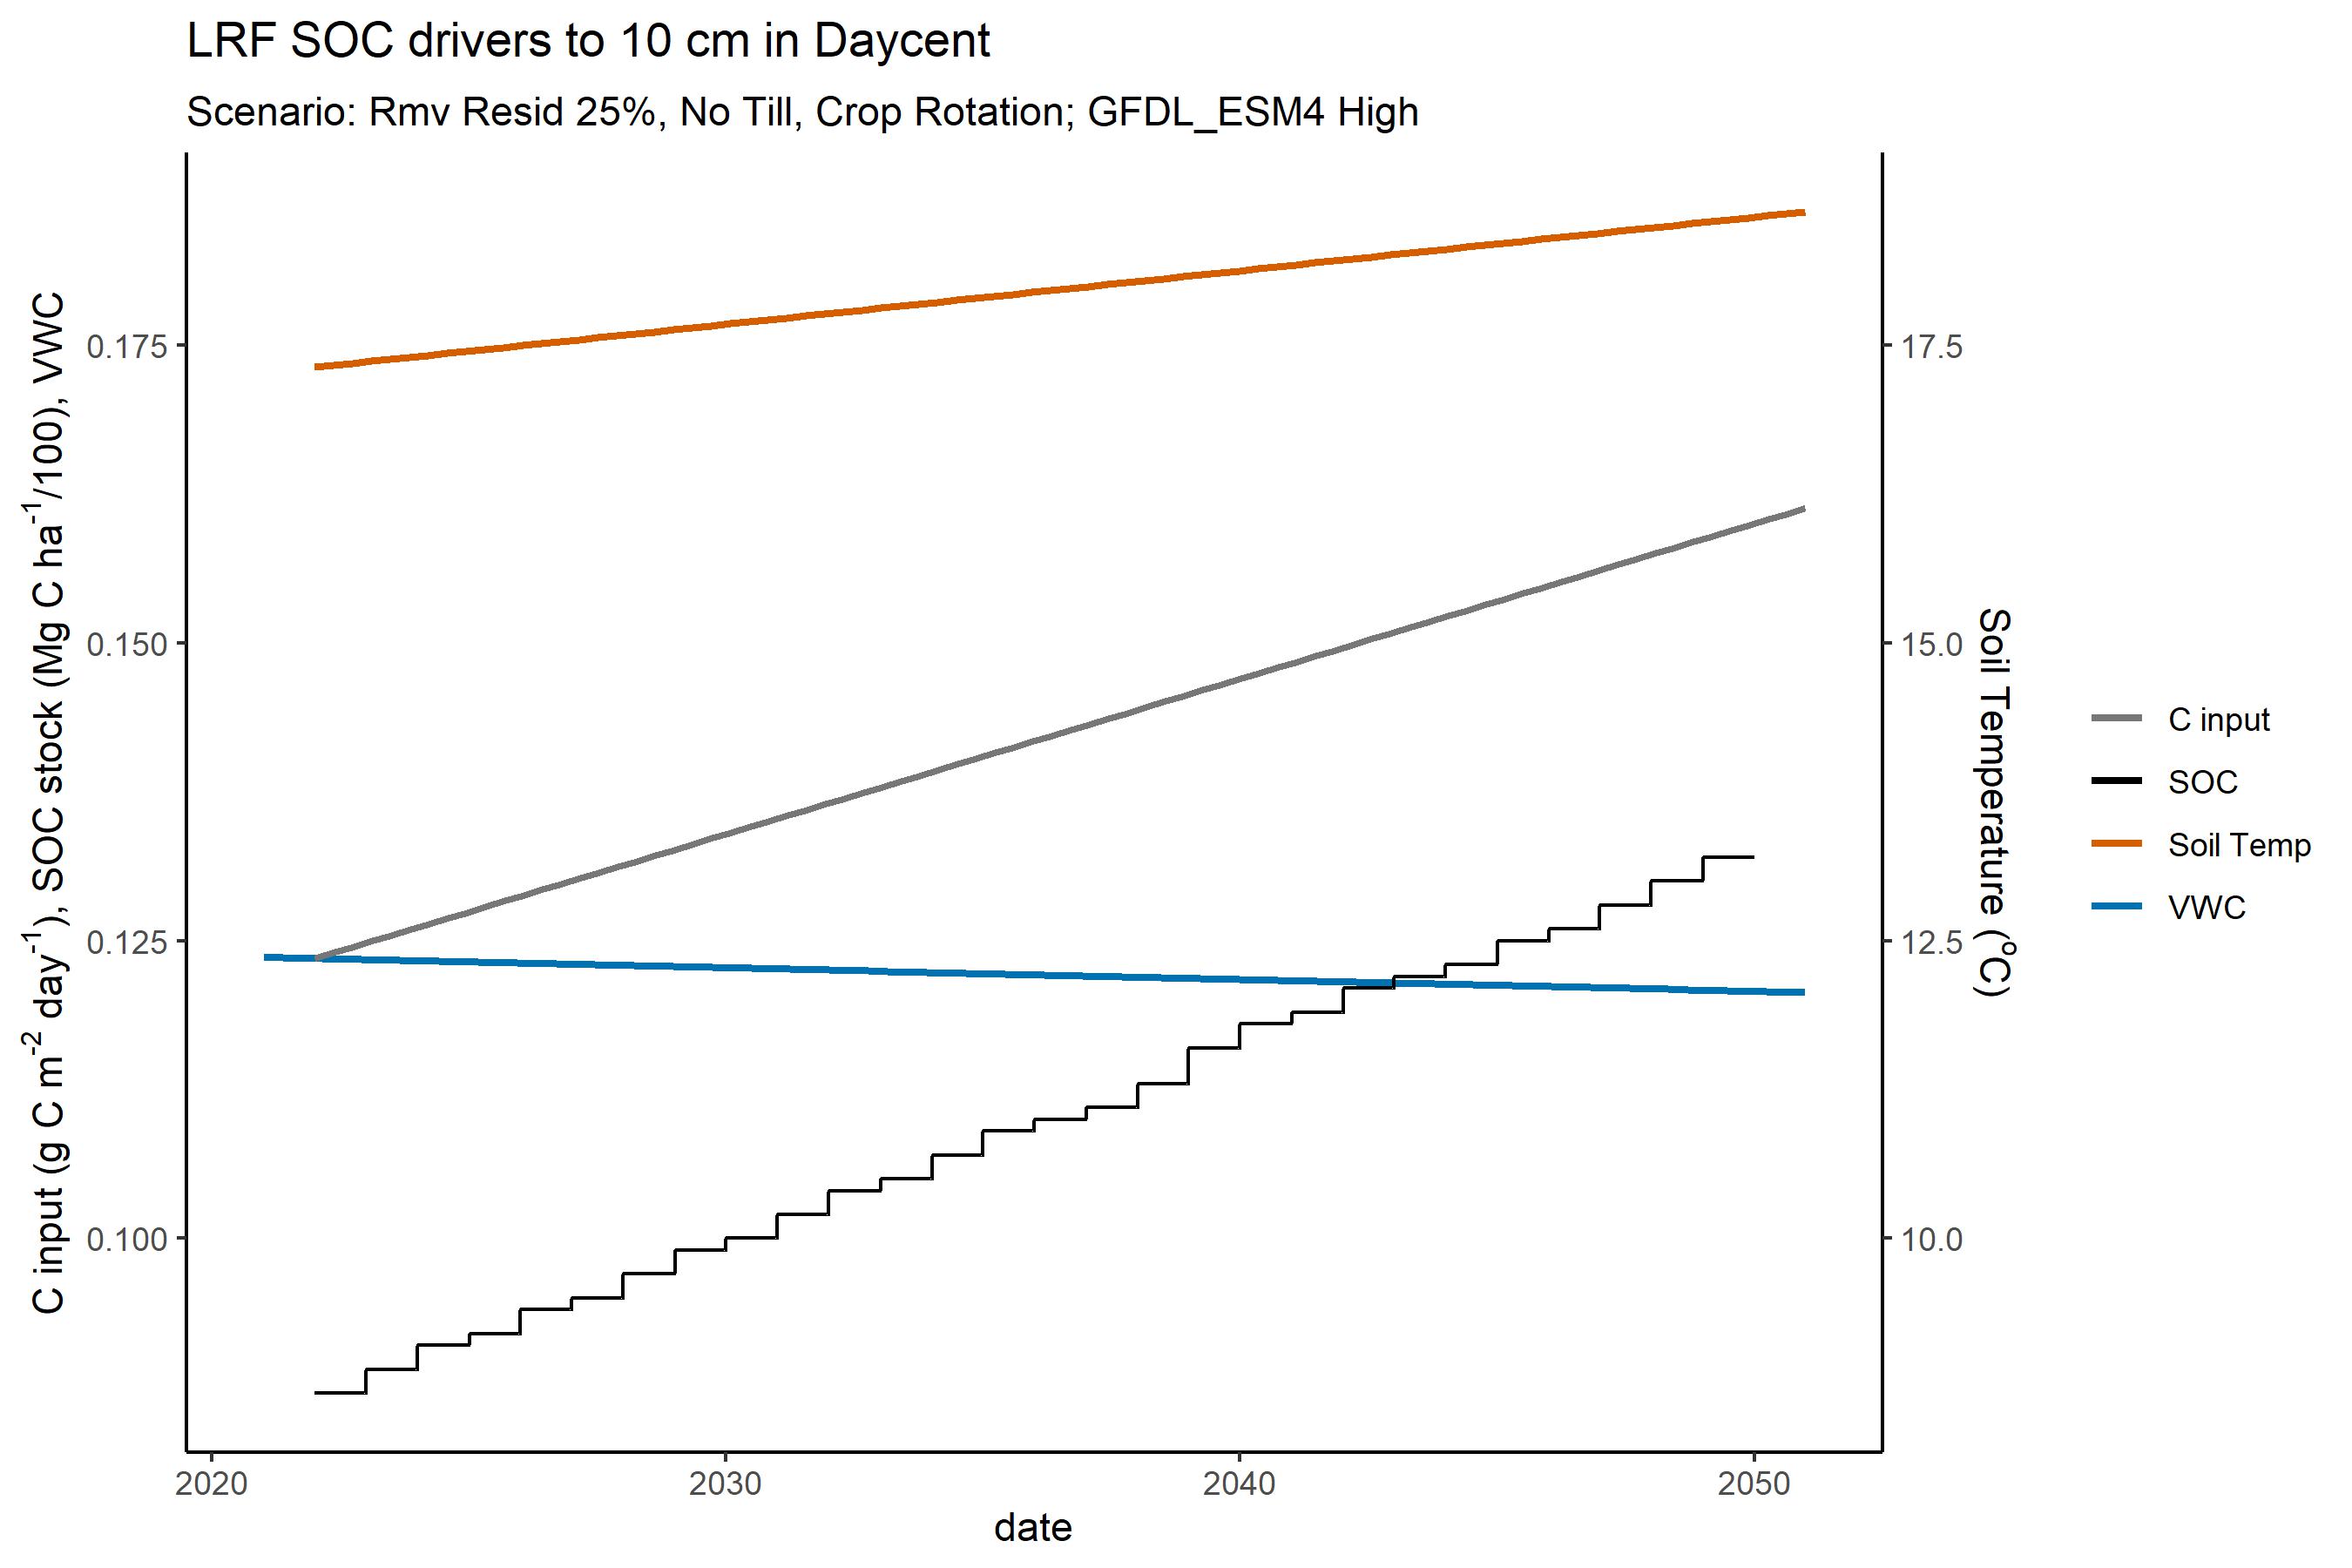 LRF SOC drivers to 10 cm in Daycent
Scenario: Rmv Resid 25%, No Till, Crop Rotation; GFDL_ESM4 High
C input (g C m⁻² day⁻¹), SOC stock (Mg C ha⁻¹/100), VWC
0.175
0.150
0.125
0.100
17.5
15.0
12.5
10.0
Soil Temperature (ºC)
C input
SOC
Soil Temp
VWC
2020
2030
2040
2050
date